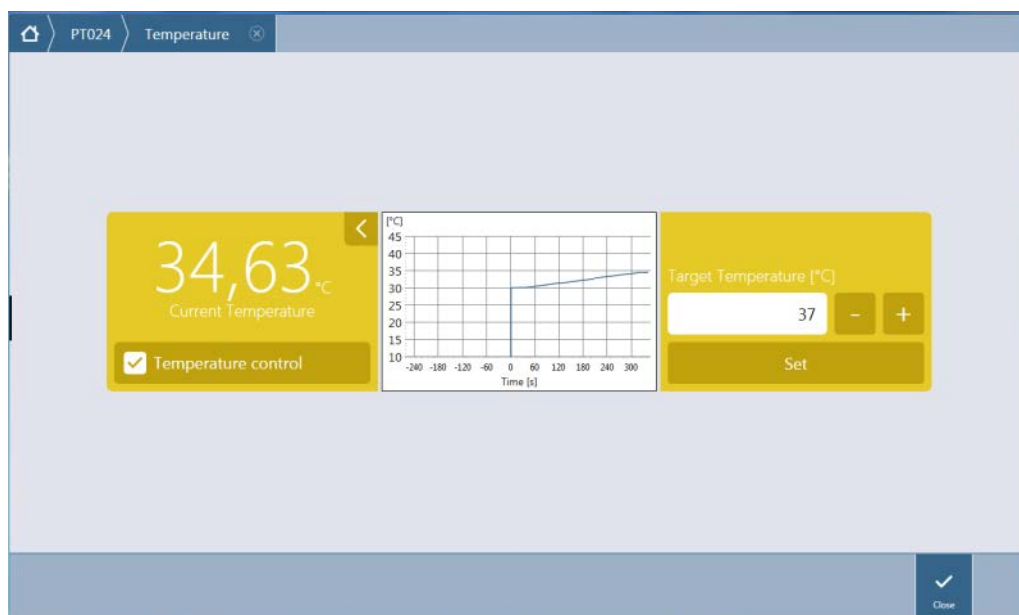 PT024 Temperature
34,63 °C
Current Temperature
Temperature control
[°C]
45
40
35
30
25
20
15
10
-240 -180 -120 -60 0 60 120 180 240 300
Time [s]
Target Temperature [°C]
37 - +
Set
Close